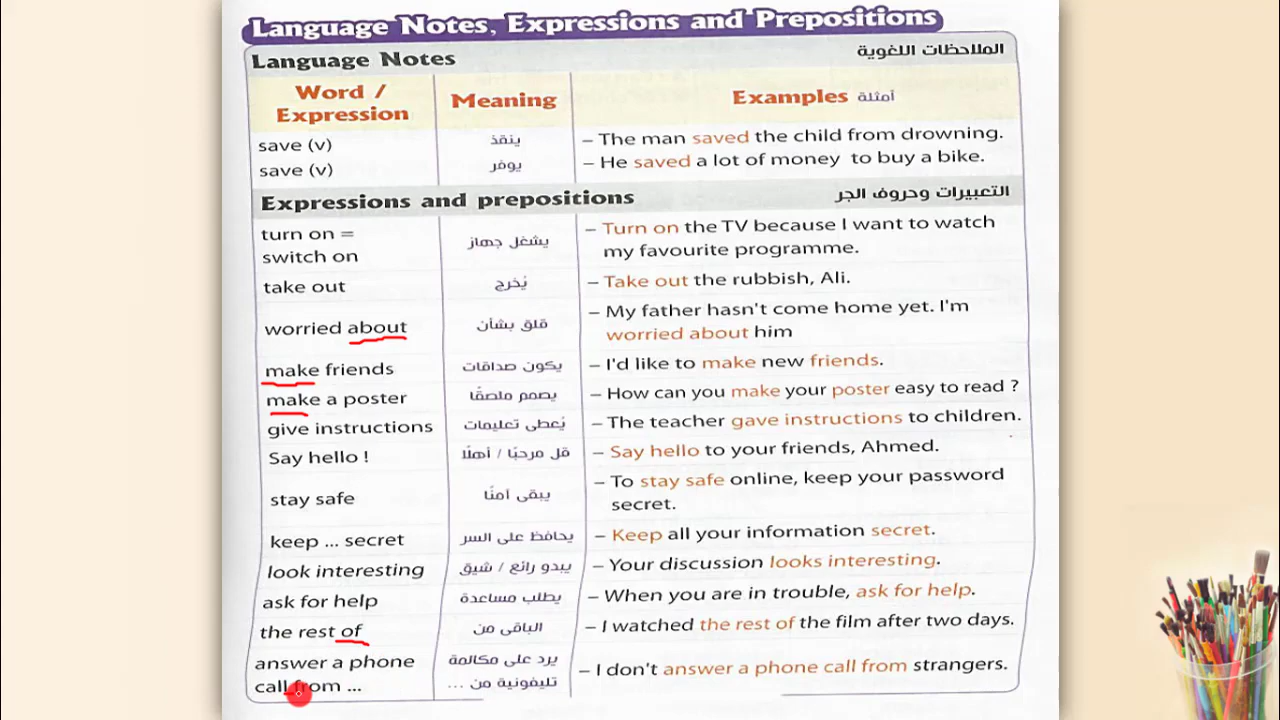 Language Notes, Expressions and Prepositions
Language Notes الملاحظات اللغوية
Word / Expression Meaning Examples أمثلة
save (v) ينقذ – The man saved the child from drowning.
save (v) يوفر – He saved a lot of money to buy a bike.
Expressions and prepositions التعبيرات وحروف الجر
turn on = يشغل جهاز – Turn on the TV because I want to watch
switch on my favourite programme.
take out يُخرج – Take out the rubbish, Ali.
worried about قلق بشأن – My father hasn't come home yet. I'm
worried about him
make friends يكون صداقات – I'd like to make new friends.
make a poster يصمم ملصقًا – How can you make your poster easy to read ?
give instructions يُعطى تعليمات – The teacher gave instructions to children.
Say hello ! قل مرحبًا / أهلًا – Say hello to your friends, Ahmed.
stay safe يبقى آمنًا – To stay safe online, keep your password
secret.
keep ... secret يحافظ على السر – Keep all your information secret.
look interesting يبدو رائع / شيق – Your discussion looks interesting.
ask for help يطلب مساعدة – When you are in trouble, ask for help.
the rest of الباقى من – I watched the rest of the film after two days.
answer a phone يرد على مكالمة – I don't answer a phone call from strangers.
call from ... تليفونية من ...